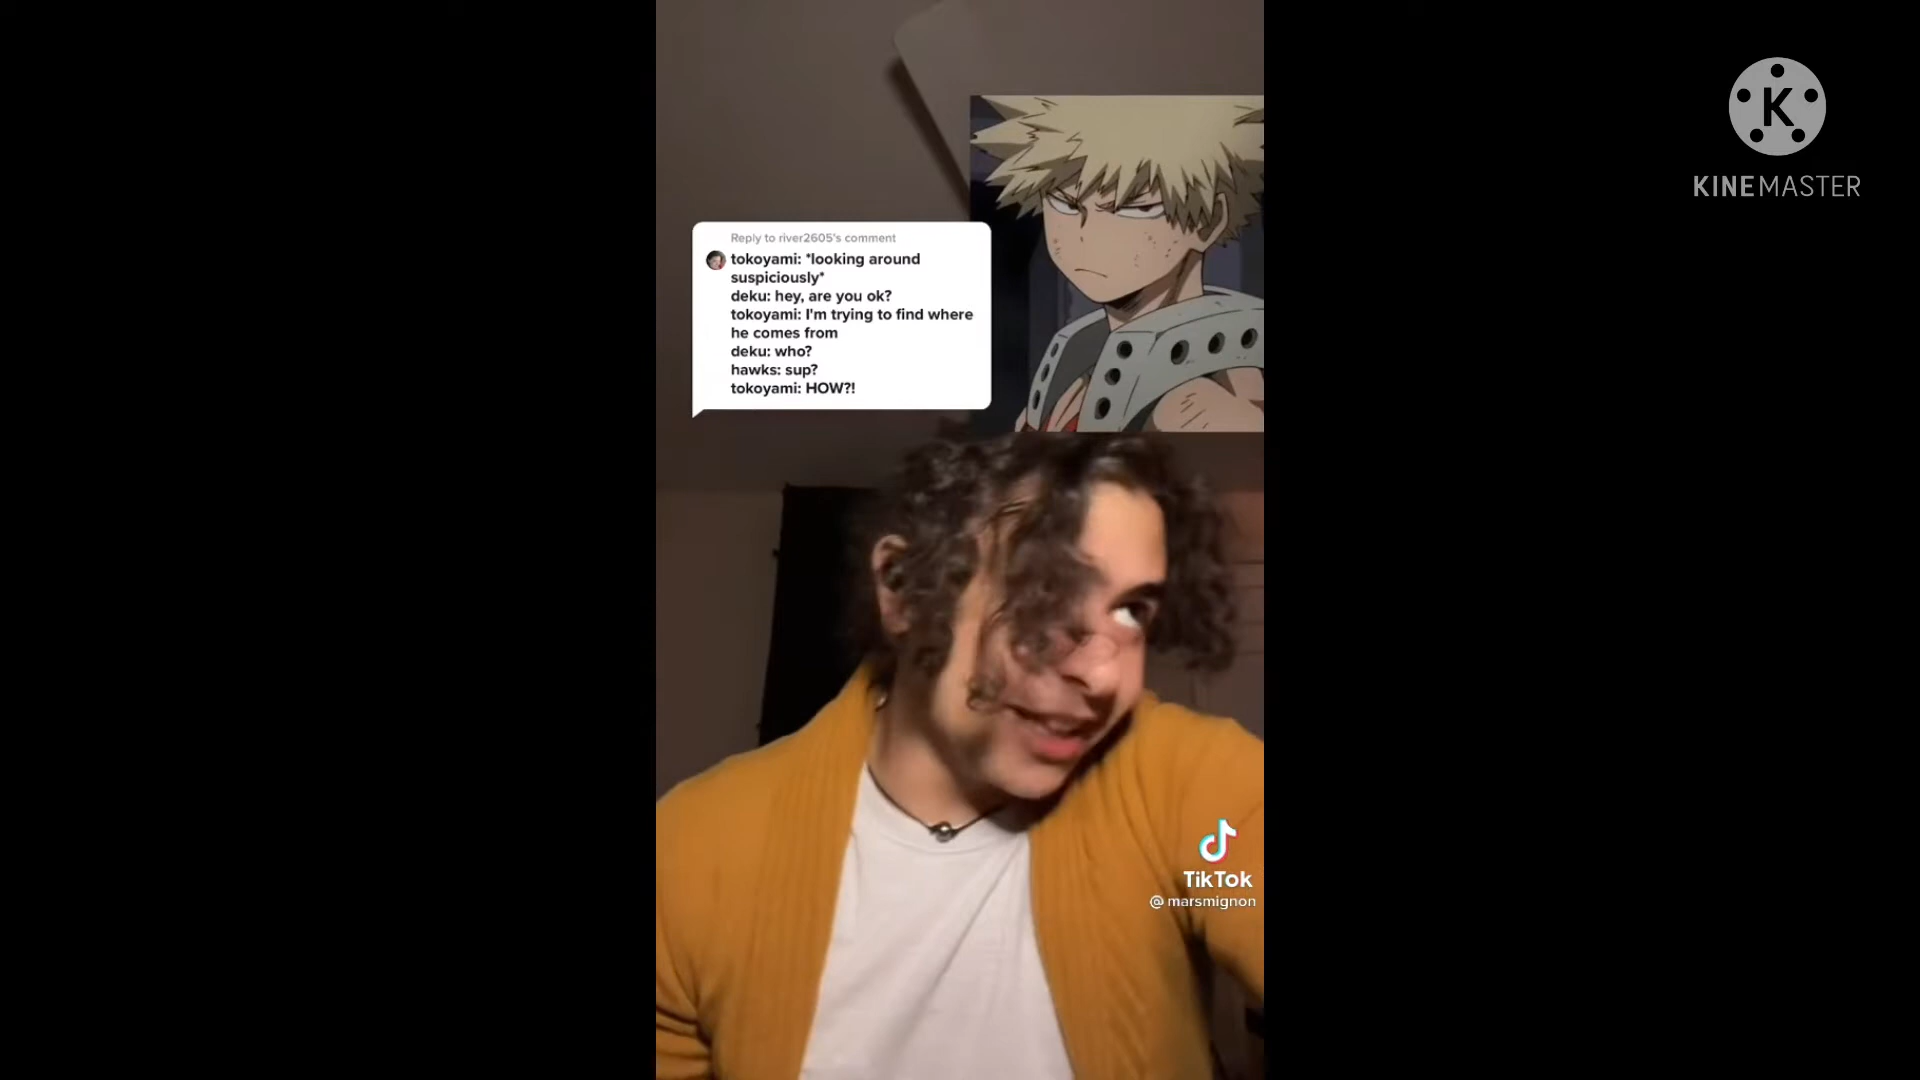 Reply to river2605's comment
tokoyami: *looking around
suspiciously*
deku: hey, are you ok?
tokoyami: I'm trying to find where
he comes from
deku: who?
hawks: sup?
tokoyami: HOW?!
K
KINEMASTER
TikTok
@marsmignon